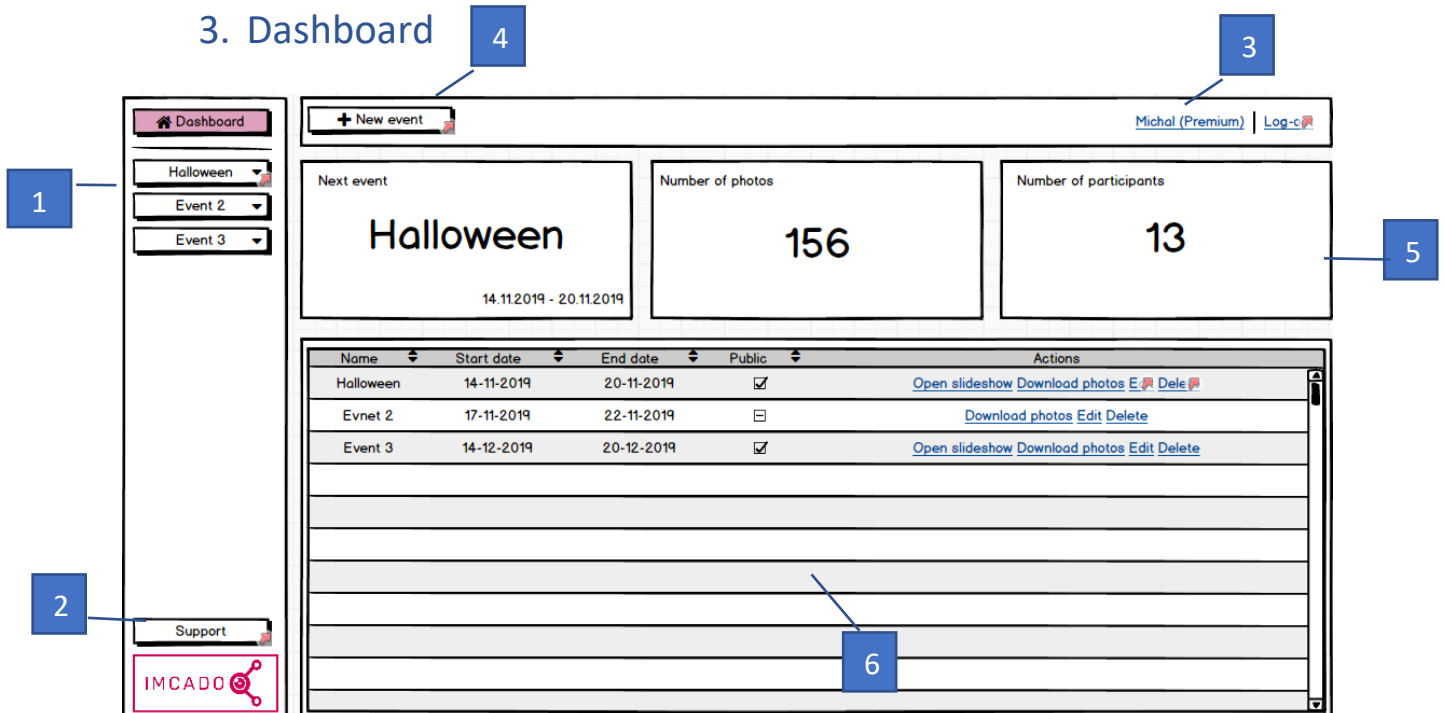 3. Dashboard
4
3
Dashboard
New event
Michal (Premium)
1
Halloween
Event 2
Event 3
Next event
Halloween
14.11.2019 - 20.11.2019
Number of photos
156
Number of participants
13
5
Name Start date End date Public Actions
Halloween 14-11-2019 20-11-2019 Open slideshow Download photos
Evnet 2 17-11-2019 22-11-2019 Download photos Edit Delete
Event 3 14-12-2019 20-12-2019 Open slideshow Download photos Edit Delete
2
Support
6
IMCADO